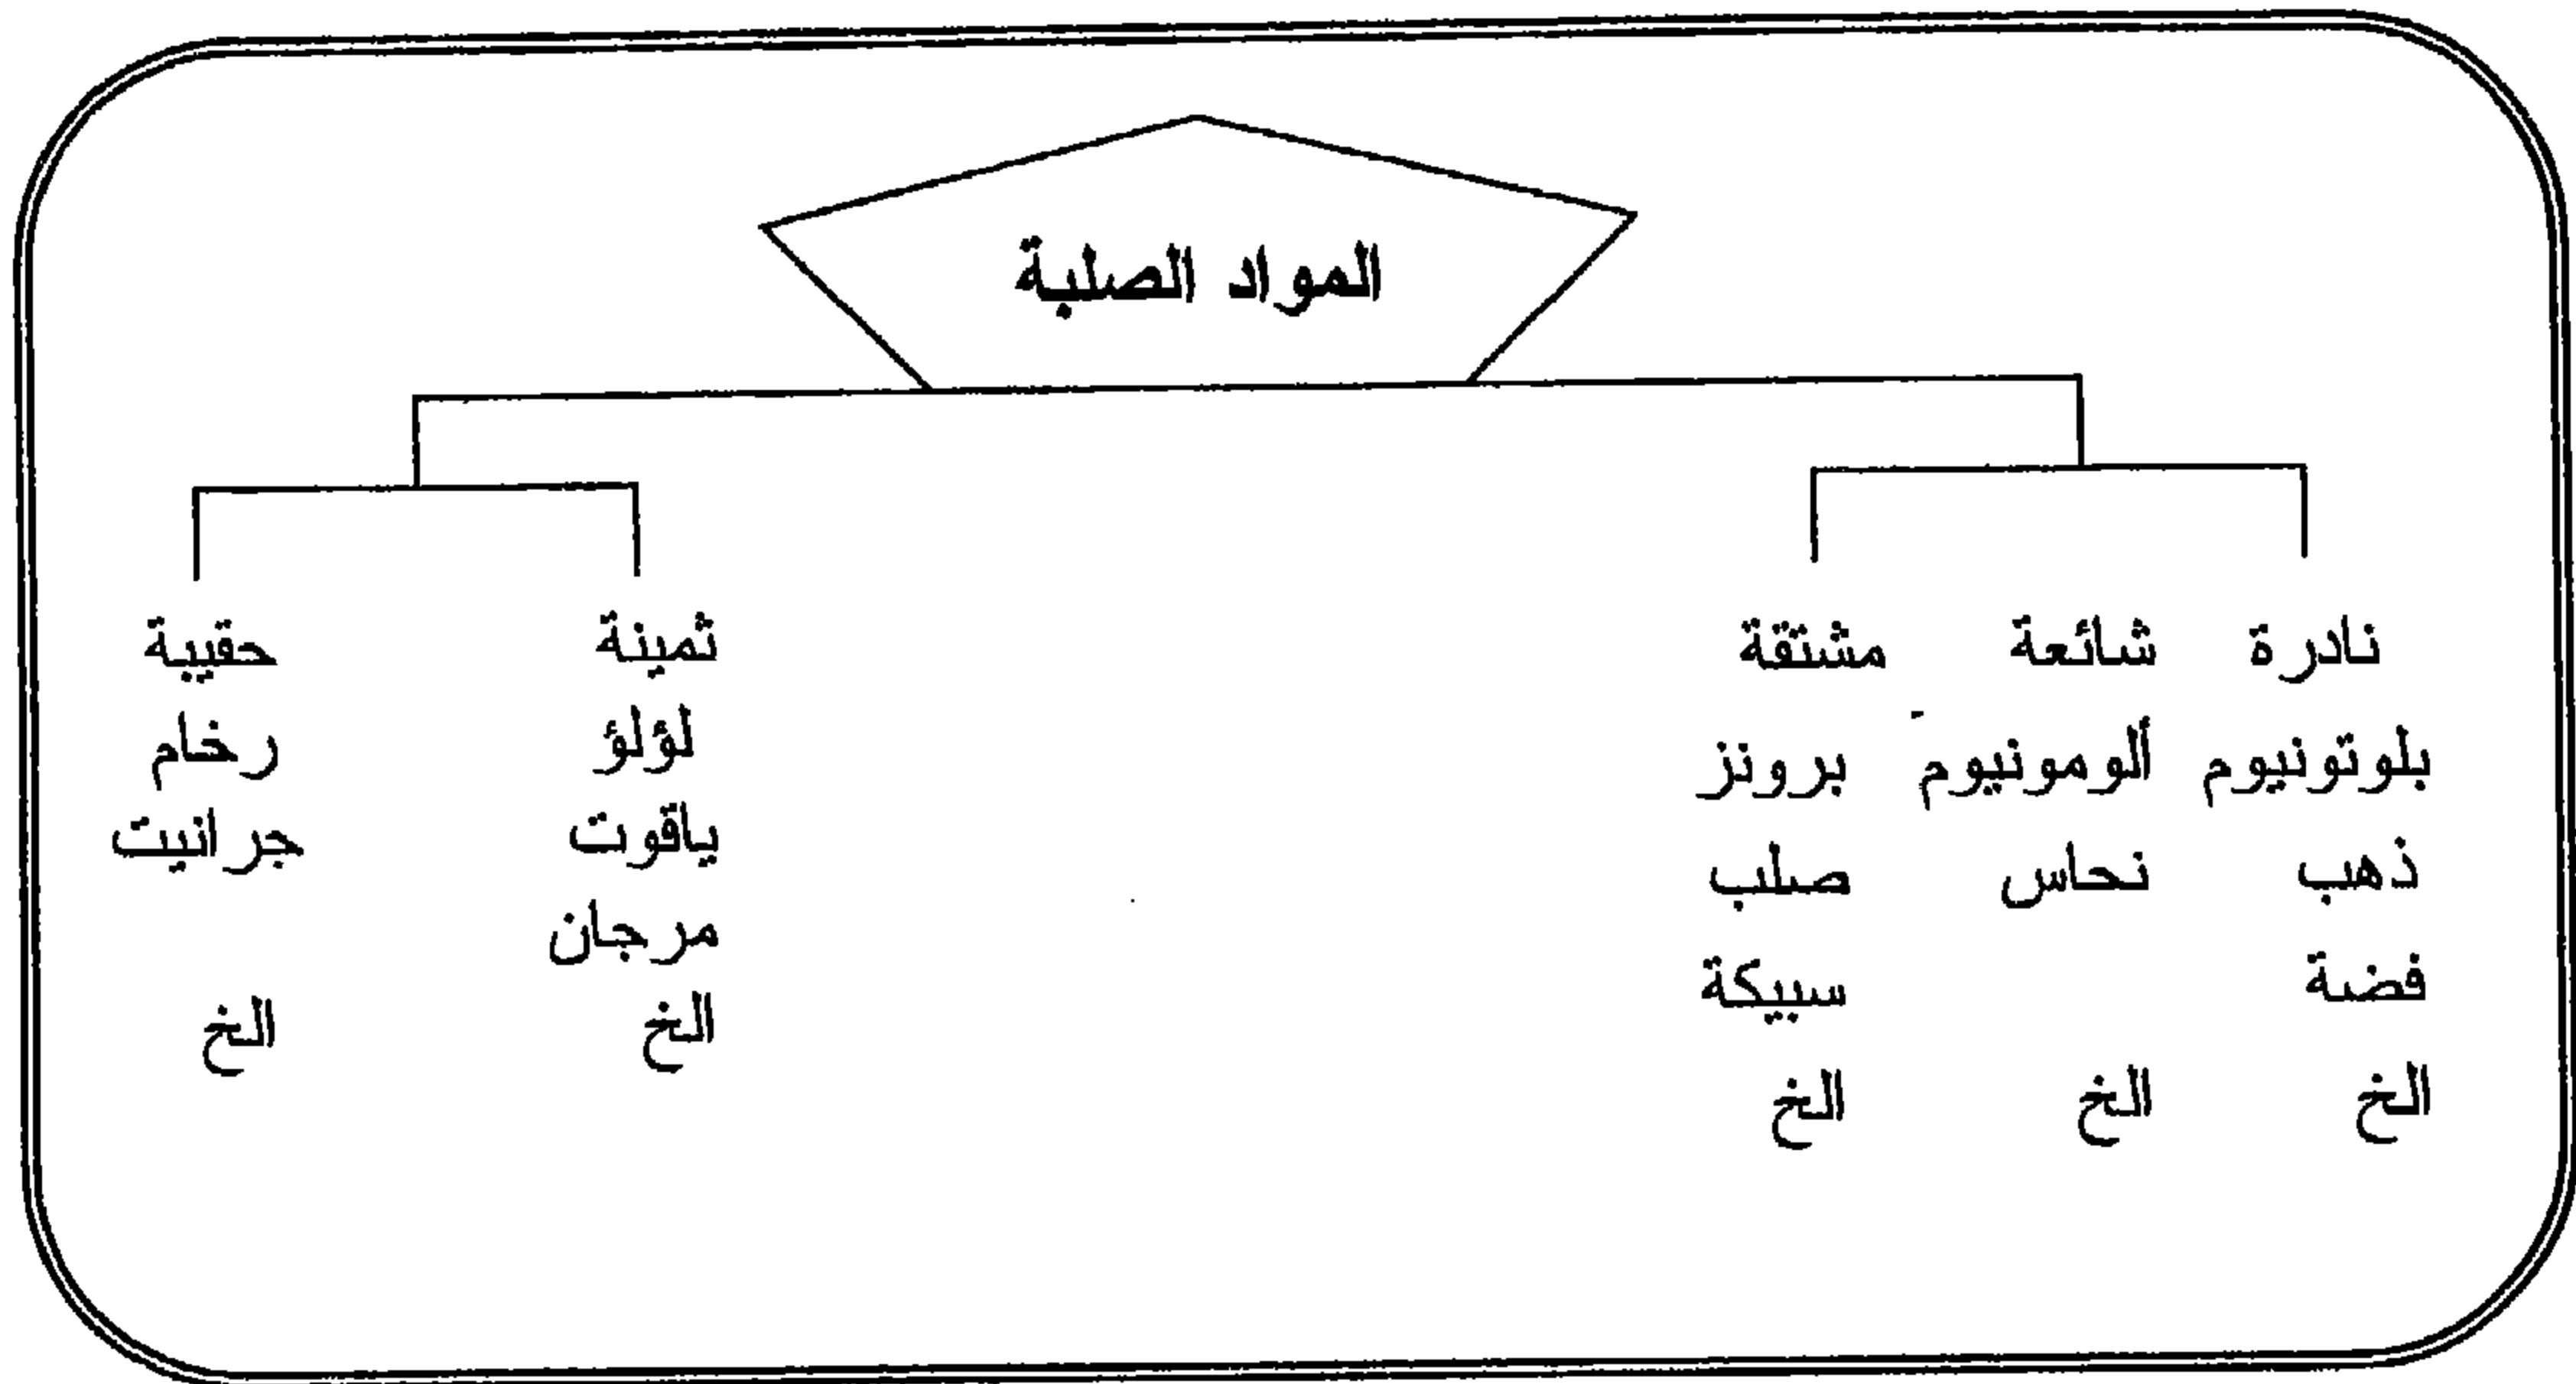 المواد الصلبة
نادرة شائعة مشتقة
بلوتونيوم ألومونيوم برونز
ذهب نحاس صلب
فضة سبيكة
الخ الخ الخ
ثمينة حقيبة
لؤلؤ رخام
ياقوت جرانيت
مرجان
الخ الخ